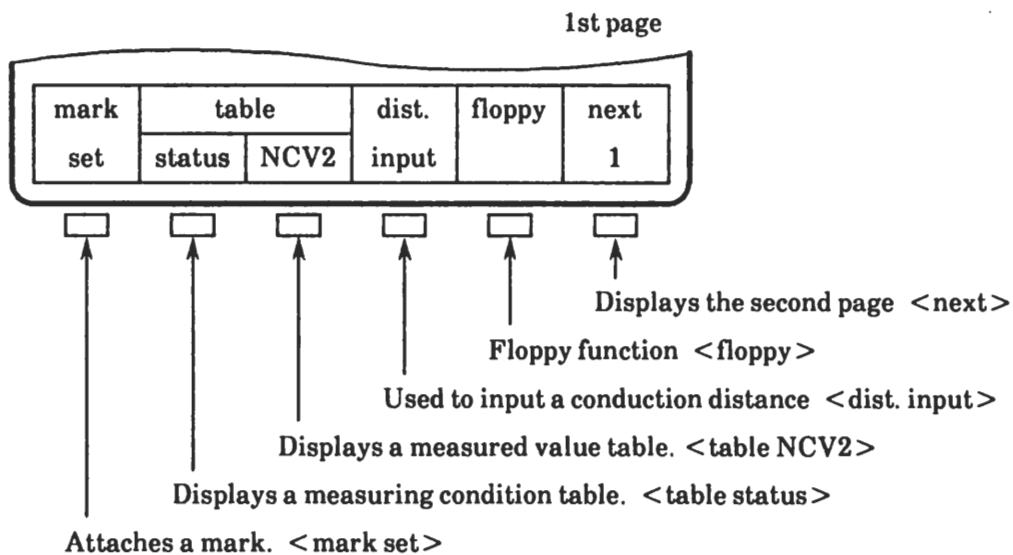 1st page
mark table dist. floppy next
set status NCV2 input 1
Displays the second page <next>
Floppy function <floppy>
Used to input a conduction distance <dist. input>
Displays a measured value table. <table NCV2>
Displays a measuring condition table. <table status>
Attaches a mark. <mark set>